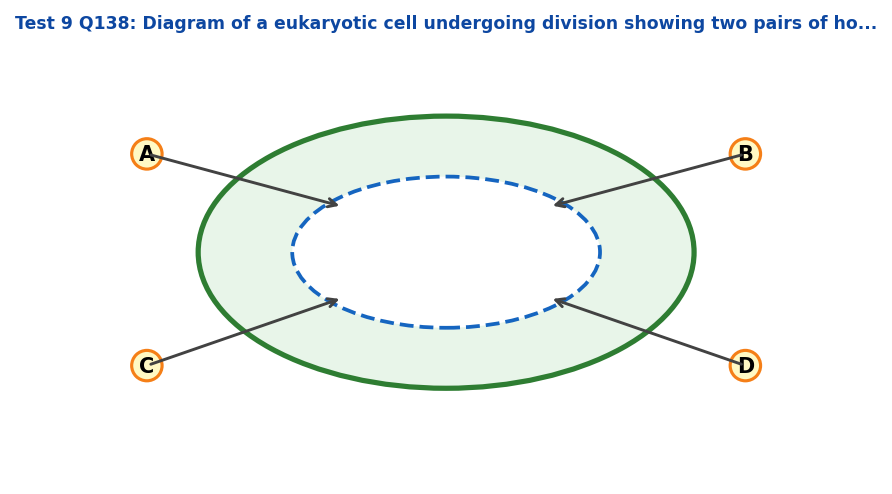 Test 9 Q138: Diagram of a eukaryotic cell undergoing division showing two pairs of ho...
A
B
C
D